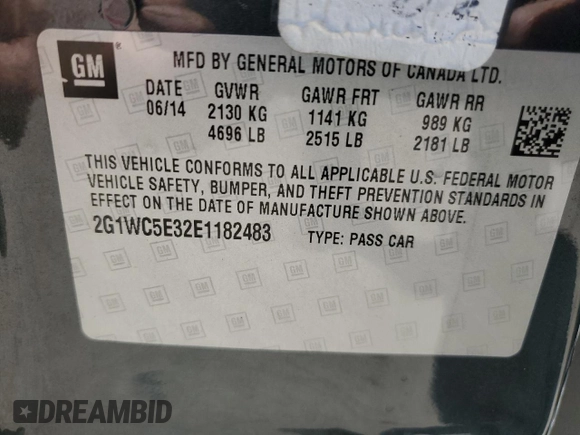 GM
MFD BY GENERAL MOTORS OF CANADA LTD.
DATE GVWR GAWR FRT GAWR RR
06/14 2130 KG 1141 KG 989 KG
4696 LB 2515 LB 2181 LB
THIS VEHICLE CONFORMS TO ALL APPLICABLE U.S. FEDERAL MOTOR
VEHICLE SAFETY, BUMPER, AND THEFT PREVENTION STANDARDS IN
EFFECT ON THE DATE OF MANUFACTURE SHOWN ABOVE.
2G1WC5E32E1182483 TYPE: PASS CAR
DREAMBID